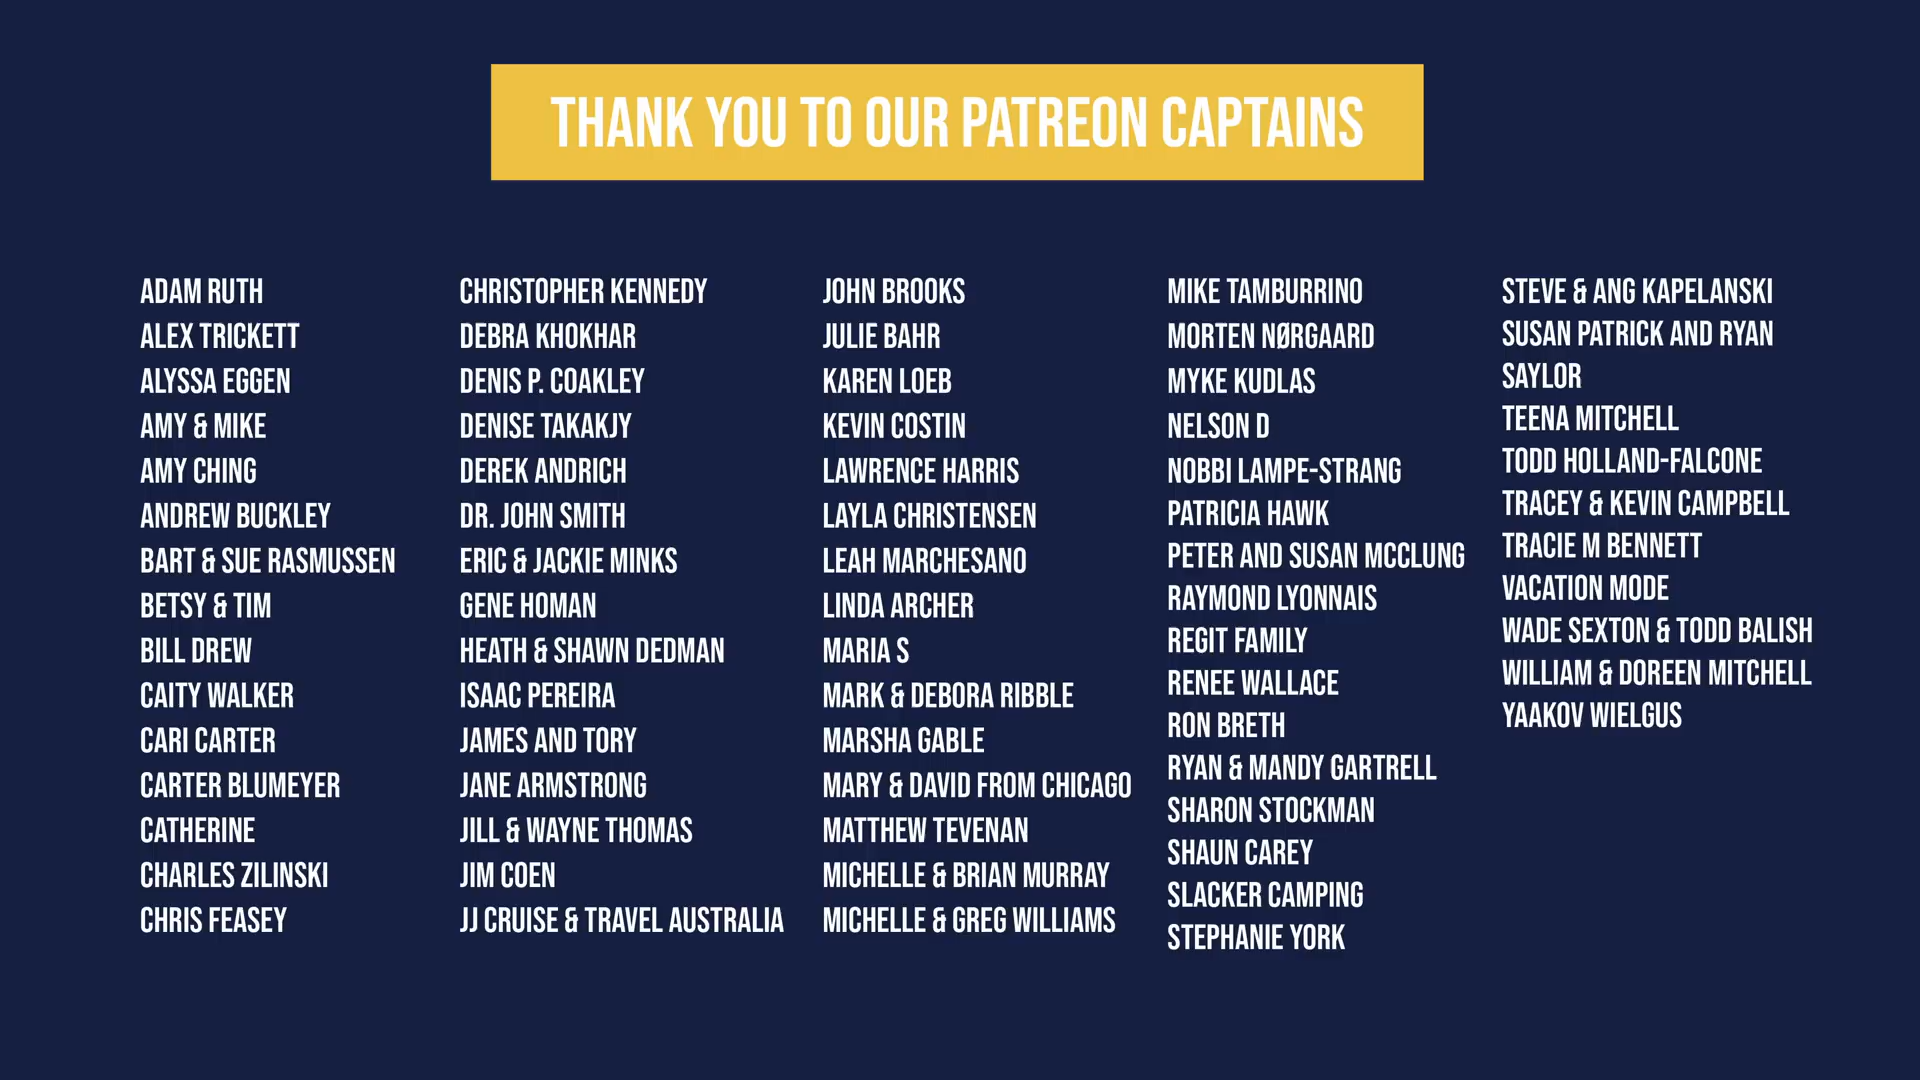 THANK YOU TO OUR PATREON CAPTAINS
ADAM RUTH
ALEX TRICKETT
ALYSSA EGGEN
AMY & MIKE
AMY CHING
ANDREW BUCKLEY
BART & SUE RASMUSSEN
BETSY & TIM
BILL DREW
CAITY WALKER
CARI CARTER
CARTER BLUMEYER
CATHERINE
CHARLES ZILINSKI
CHRIS FEASEY
CHRISTOPHER KENNEDY
DEBRA KHOKHAR
DENIS P. COAKLEY
DENISE TAKAKJY
DEREK ANDRICH
DR. JOHN SMITH
ERIC & JACKIE MINKS
GENE HOMAN
HEATH & SHAWN DEDMAN
ISAAC PEREIRA
JAMES AND TORY
JANE ARMSTRONG
JILL & WAYNE THOMAS
JIM COEN
JJ CRUISE & TRAVEL AUSTRALIA
JOHN BROOKS
JULIE BAHR
KAREN LOEB
KEVIN COSTIN
LAWRENCE HARRIS
LAYLA CHRISTENSEN
LEAH MARCHESANO
LINDA ARCHER
MARIA S
MARK & DEBORA RIBBLE
MARSHA GABLE
MARY & DAVID FROM CHICAGO
MATTHEW TEVENAN
MICHELLE & BRIAN MURRAY
MICHELLE & GREG WILLIAMS
MIKE TAMBURRINO
MORTEN NØRGAARD
MYKE KUDLAS
NELSON D
NOBBI LAMPE-STRANG
PATRICIA HAWK
PETER AND SUSAN MCCLUNG
RAYMOND LYONNAIS
REGIT FAMILY
RENEE WALLACE
RON BRETH
RYAN & MANDY GARTRELL
SHARON STOCKMAN
SHAUN CAREY
SLACKER CAMPING
STEPHANIE YORK
STEVE & ANG KAPELANSKI
SUSAN PATRICK AND RYAN
SAYLOR
TEENA MITCHELL
TODD HOLLAND-FALCONE
TRACEY & KEVIN CAMPBELL
TRACIE M BENNETT
VACATION MODE
WADE SEXTON & TODD BALISH
WILLIAM & DOREEN MITCHELL
YAAKOV WIELGUS